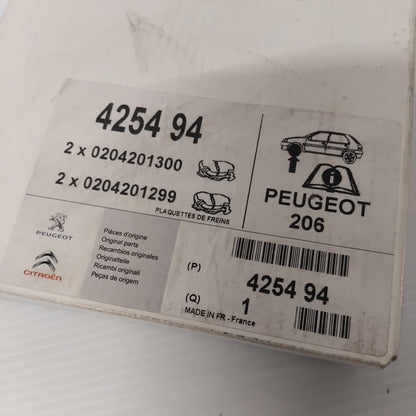 4254 94
2 x 0204201300
2 x 0204201299
PLAQUETTES DE FREINS
PEUGEOT
206
PEUGEOT
CITROËN
Pièces d'origine
Original parts
Recambios originales
Originalteile
Ricambi originali
Peças de origem
(P)
4254 94
(Q)
1
MADE IN FR - France